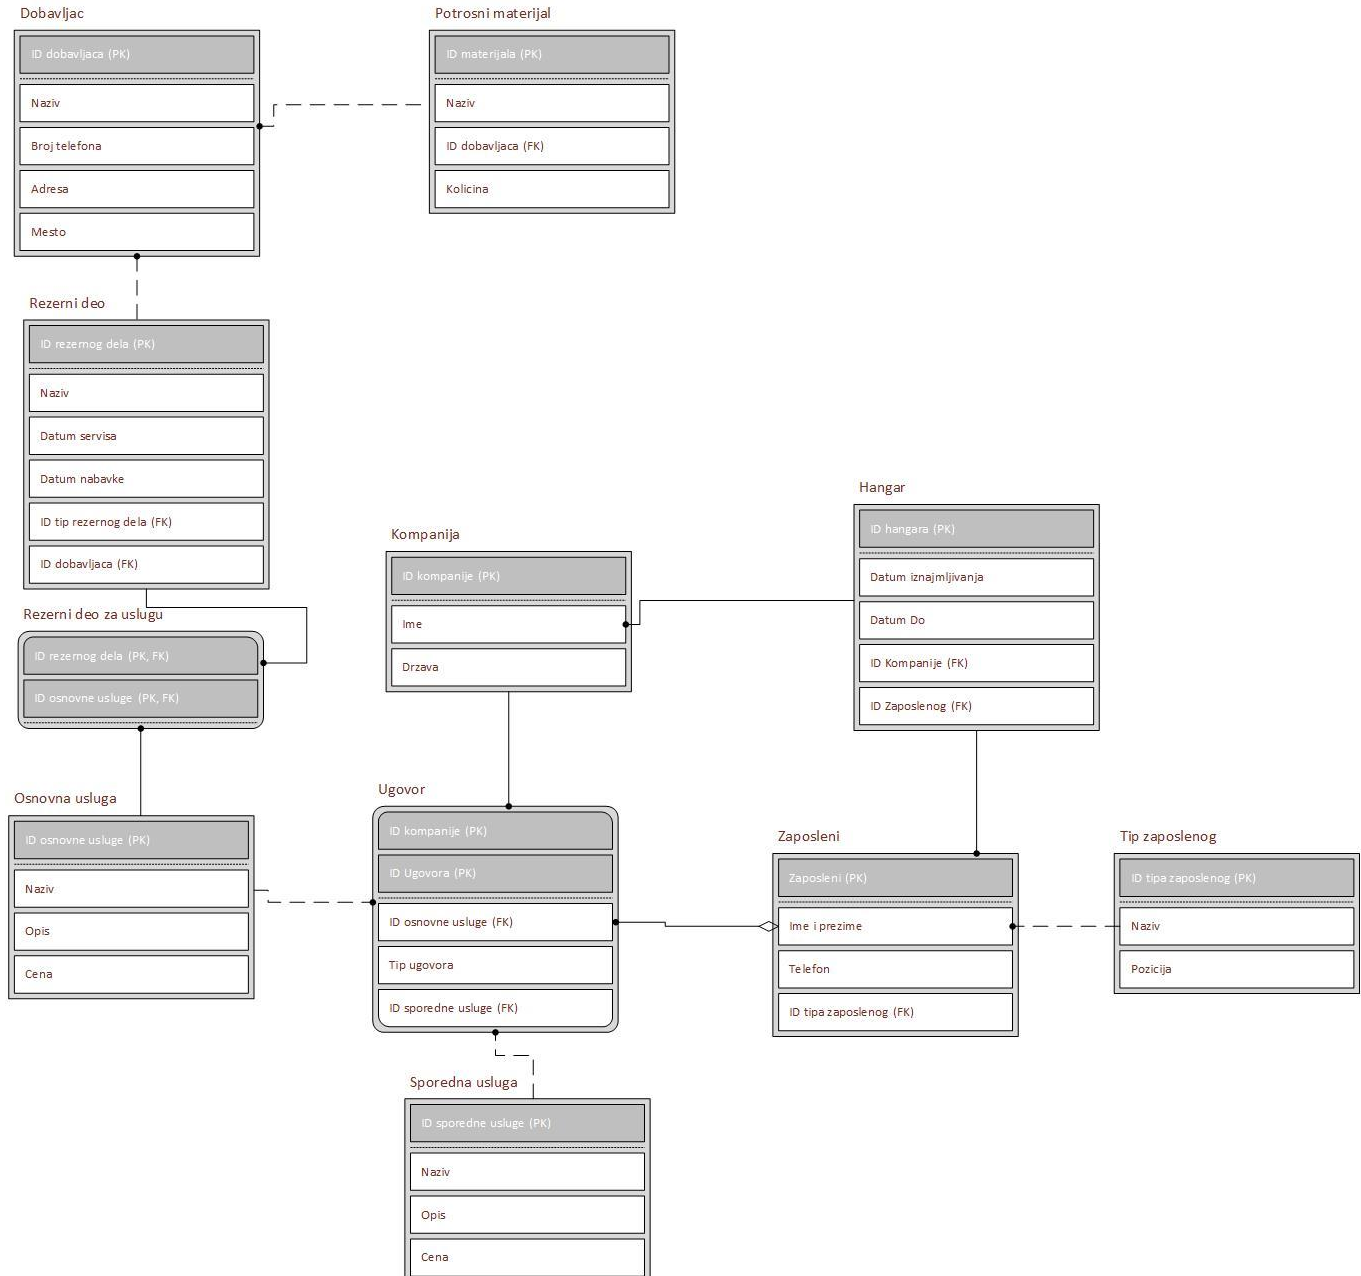 Dobavljac
ID dobavljaca (PK)
Naziv
Broj telefona
Adresa
Mesto
Potrosni materijal
ID materijala (PK)
Naziv
ID dobavljaca (FK)
Kolicina
Rezerni deo
ID rezernog dela (PK)
Naziv
Datum servisa
Datum nabavke
ID tip rezernog dela (FK)
ID dobavljaca (FK)
Rezerni deo za uslugu
ID rezernog dela (PK, FK)
ID osnovne usluge (PK, FK)
Osnovna usluga
ID osnovne usluge (PK)
Naziv
Opis
Cena
Kompanija
ID kompanije (PK)
Ime
Drzava
Ugovor
ID kompanije (PK)
ID Ugovora (PK)
ID osnovne usluge (FK)
Tip ugovora
ID sporedne usluge (FK)
Sporedna usluga
ID sporedne usluge (PK)
Naziv
Opis
Cena
Hangar
ID hangara (PK)
Datum iznajmljivanja
Datum Do
ID Kompanije (FK)
ID Zaposlenog (FK)
Zaposleni
Zaposleni (PK)
Ime i prezime
Telefon
ID tipa zaposlenog (FK)
Tip zaposlenog
ID tipa zaposlenog (PK)
Naziv
Pozicija